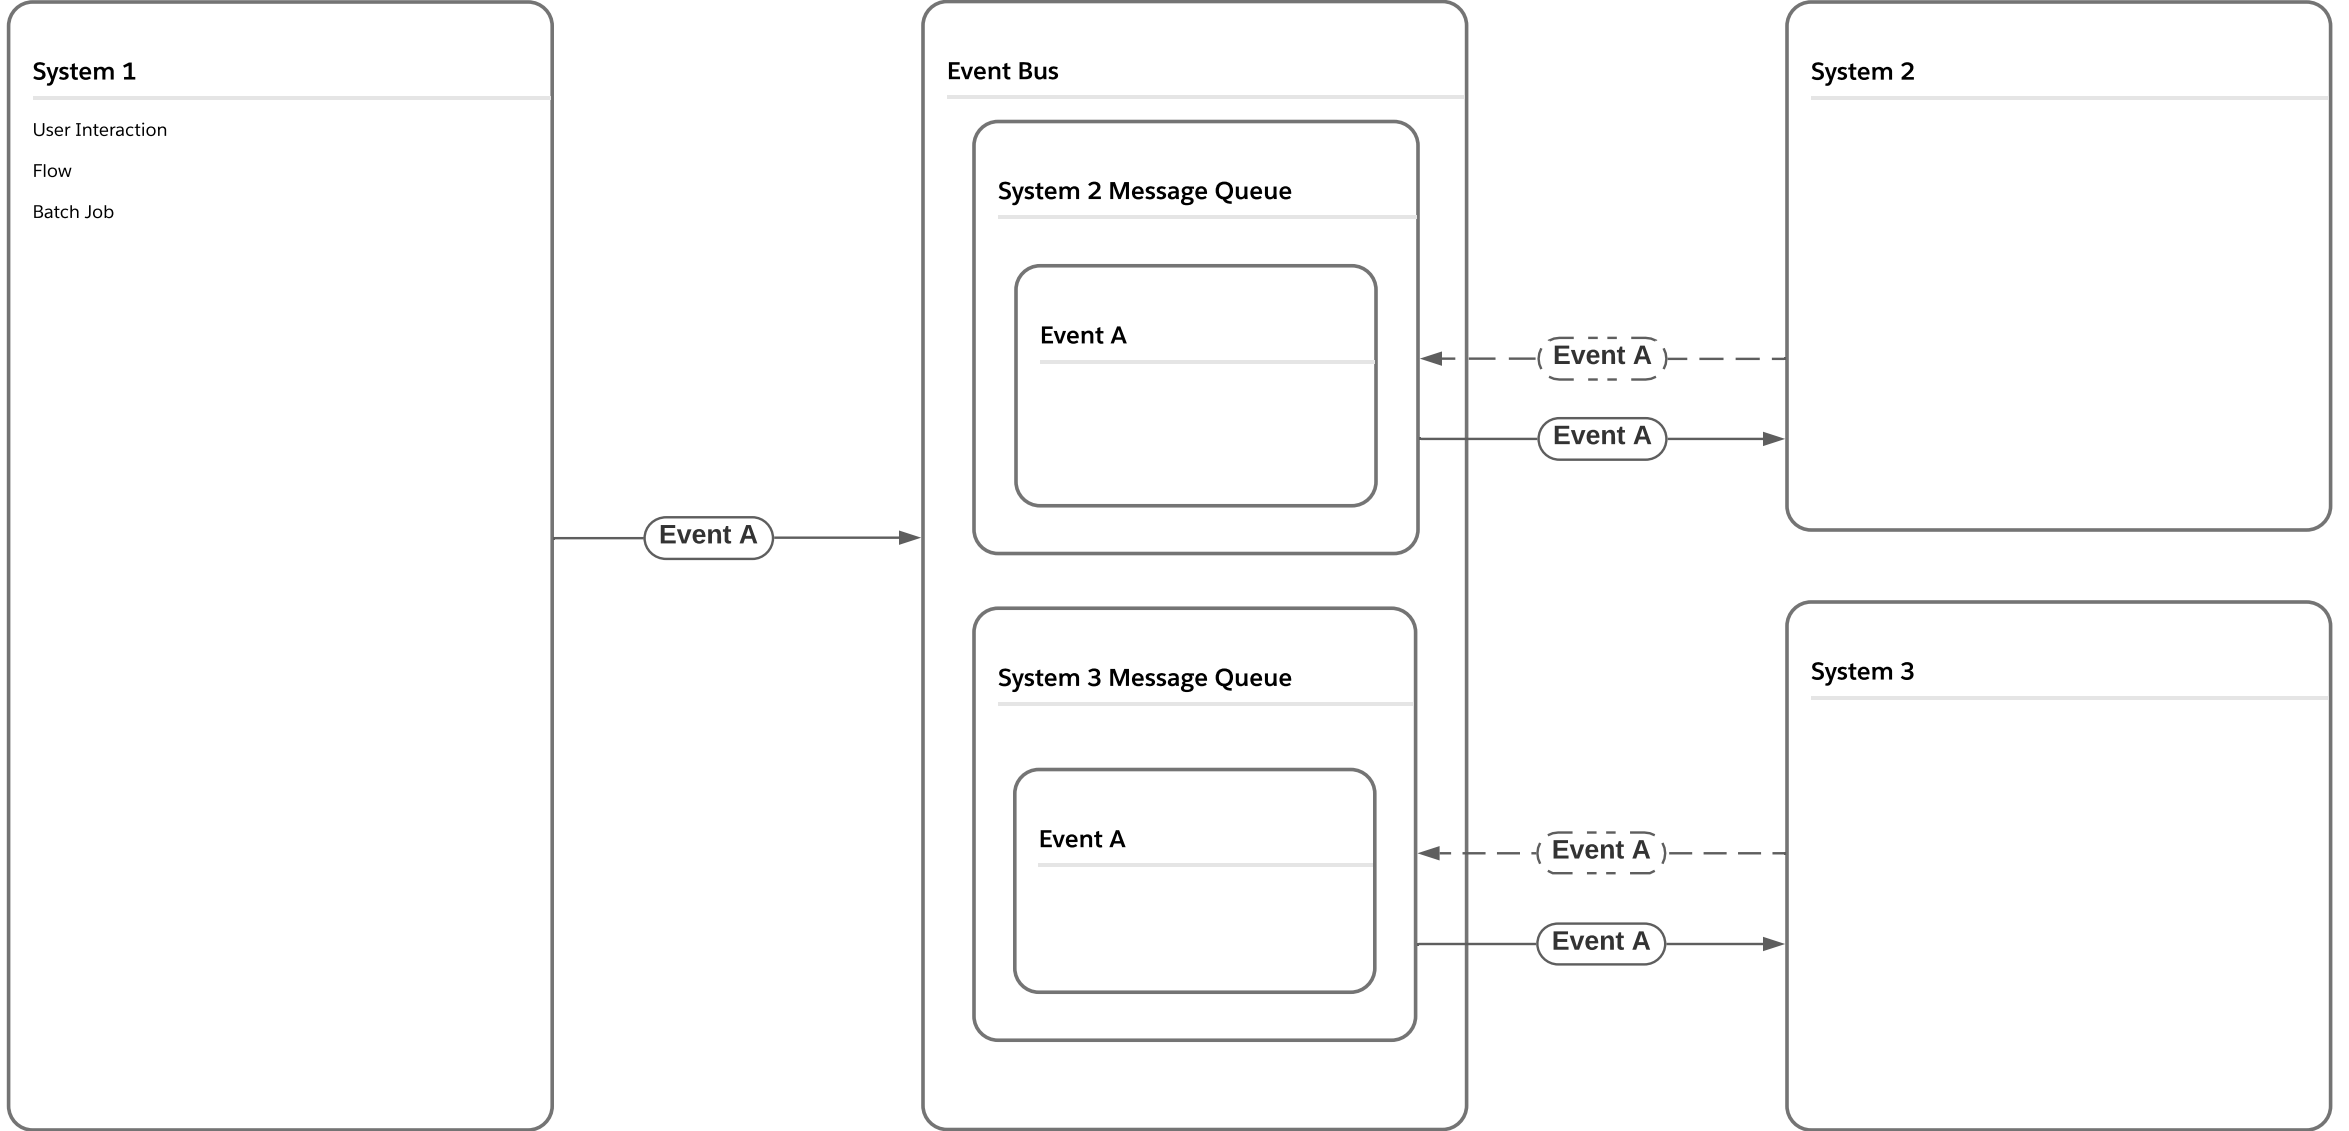 System 1
User Interaction
Flow
Batch Job
Event A
Event Bus
System 2 Message Queue
Event A
System 3 Message Queue
Event A
Event A
Event A
Event A
Event A
System 2
System 3